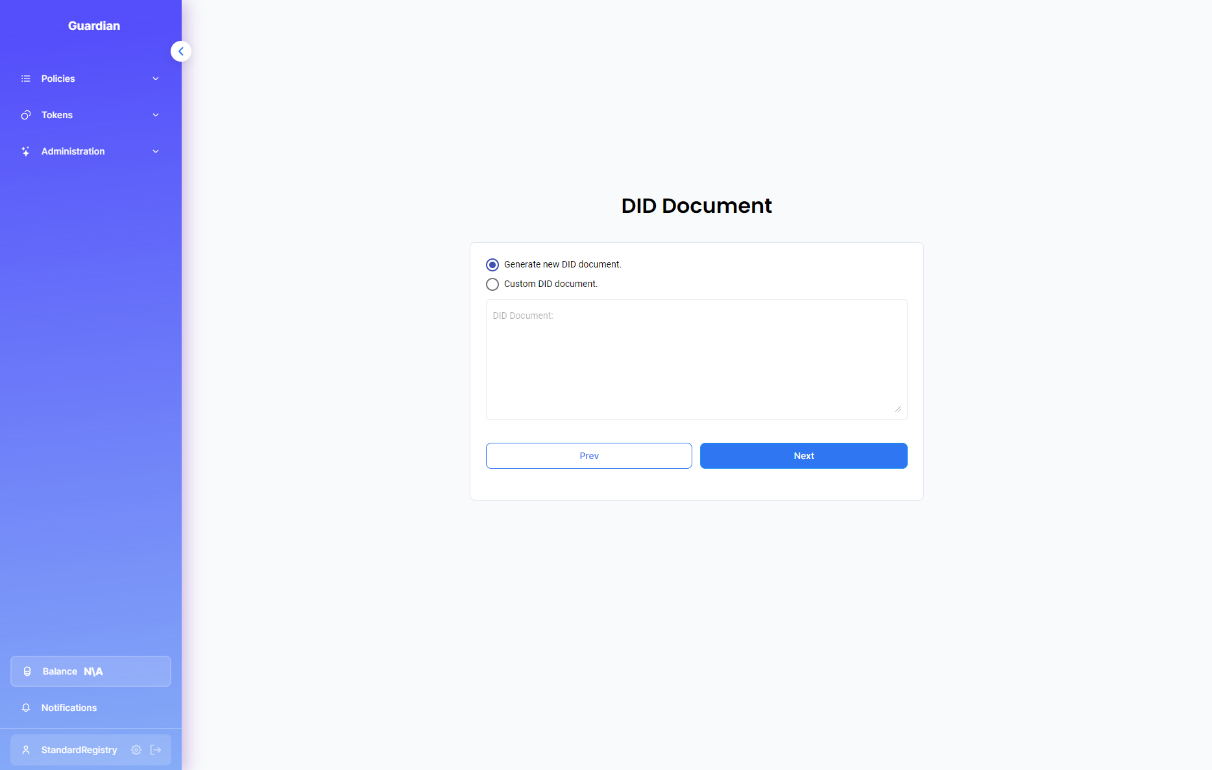 Guardian
Policies
Tokens
Administration
DID Document
Generate new DID document.
Custom DID document.
DID Document:
Prev
Next
Balance N\A
Notifications
StandardRegistry